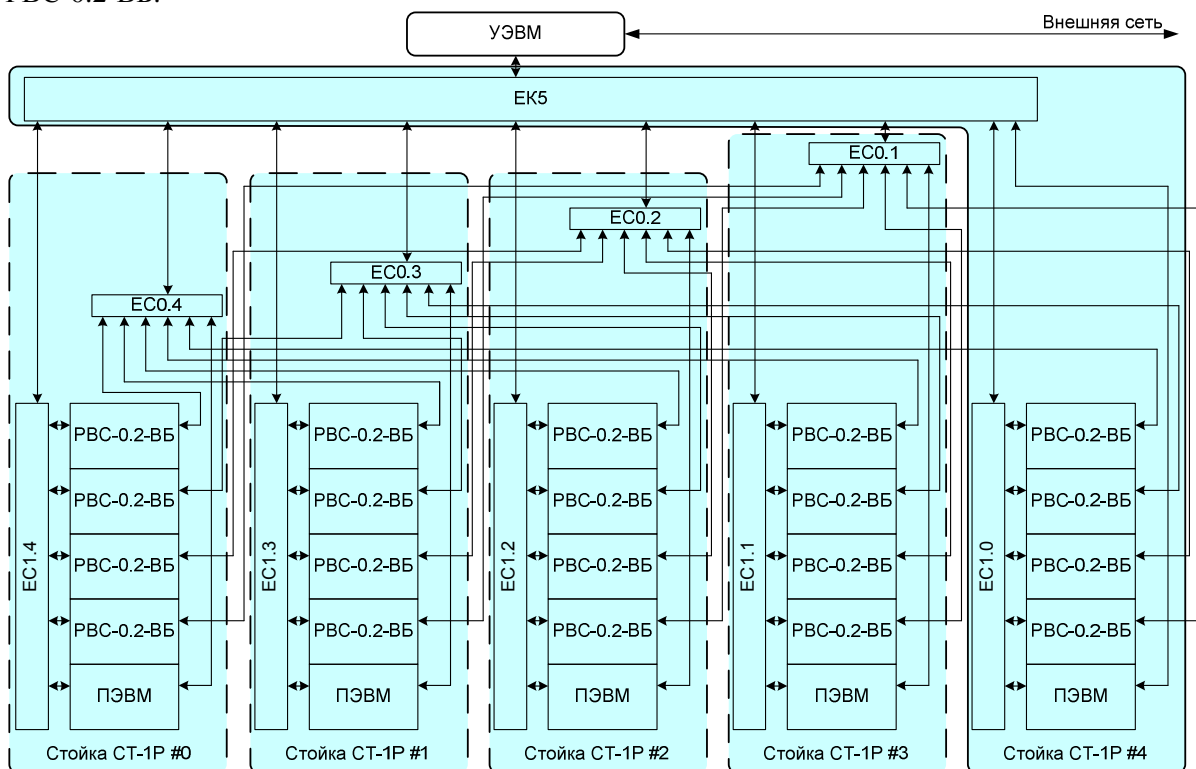 РВС-0.2-ВБ.
УЭВМ
Внешняя сеть
ЕК5
ЕС0.1
ЕС0.2
ЕС0.3
ЕС0.4
ЕС1.4
РВС-0.2-ВБ
РВС-0.2-ВБ
РВС-0.2-ВБ
РВС-0.2-ВБ
ПЭВМ
Стойка СТ-1Р #0
ЕС1.3
РВС-0.2-ВБ
РВС-0.2-ВБ
РВС-0.2-ВБ
РВС-0.2-ВБ
ПЭВМ
Стойка СТ-1Р #1
ЕС1.2
РВС-0.2-ВБ
РВС-0.2-ВБ
РВС-0.2-ВБ
РВС-0.2-ВБ
ПЭВМ
Стойка СТ-1Р #2
ЕС1.1
РВС-0.2-ВБ
РВС-0.2-ВБ
РВС-0.2-ВБ
РВС-0.2-ВБ
ПЭВМ
Стойка СТ-1Р #3
ЕС1.0
РВС-0.2-ВБ
РВС-0.2-ВБ
РВС-0.2-ВБ
РВС-0.2-ВБ
ПЭВМ
Стойка СТ-1Р #4